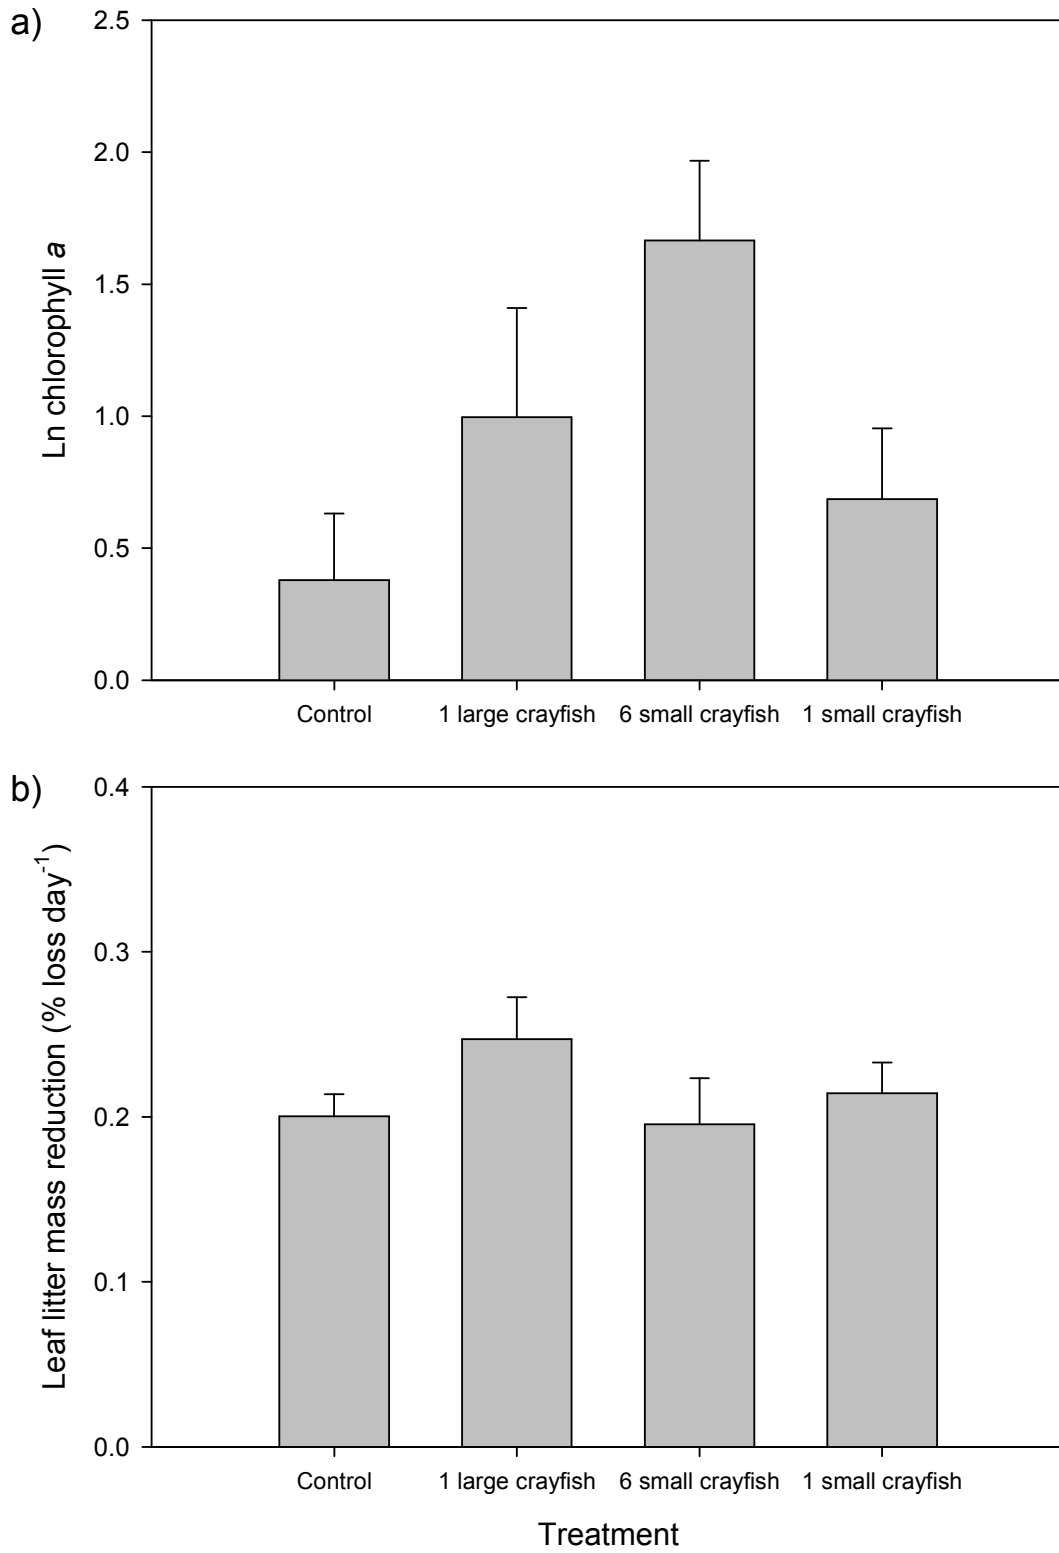 a)
Ln chlorophyll a
2.5
2.0
1.5
1.0
0.5
0.0
Control 1 large crayfish 6 small crayfish 1 small crayfish
b)
Leaf litter mass reduction (% loss day⁻¹)
0.4
0.3
0.2
0.1
0.0
Control 1 large crayfish 6 small crayfish 1 small crayfish
Treatment